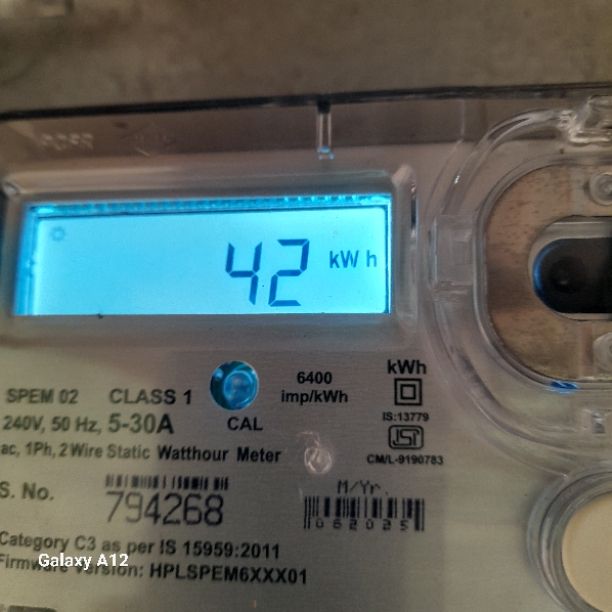 42 kWh
kWh
6400
imp/kWh
SPEM 02 CLASS 1
CAL
240V, 50 Hz, 5-30A
IS:13779
ac, 1Ph, 2Wire Static Watthour Meter
CM/L-9190783
S. No.
794268
M/Yr.
062025
Category C3 as per IS 15959:2011
Firmware Version: HPLSPEM6XXX01
Galaxy A12